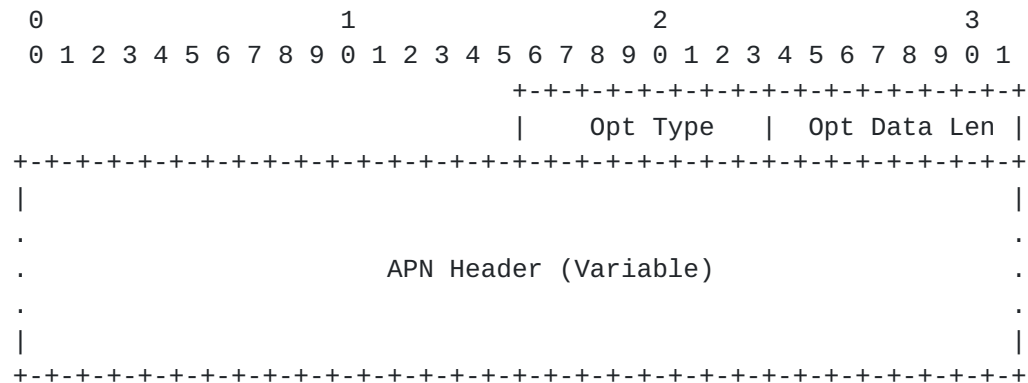 0                   1                   2                   3
0 1 2 3 4 5 6 7 8 9 0 1 2 3 4 5 6 7 8 9 0 1 2 3 4 5 6 7 8 9 0 1
                               +-+-+-+-+-+-+-+-+-+-+-+-+-+-+-+-+
                               |    Opt Type   |  Opt Data Len |
+-+-+-+-+-+-+-+-+-+-+-+-+-+-+-+-+-+-+-+-+-+-+-+-+-+-+-+-+-+-+-+-+
|                                                               |
.                                                               .
.                       APN Header (Variable)                   .
.                                                               .
|                                                               |
+-+-+-+-+-+-+-+-+-+-+-+-+-+-+-+-+-+-+-+-+-+-+-+-+-+-+-+-+-+-+-+-+